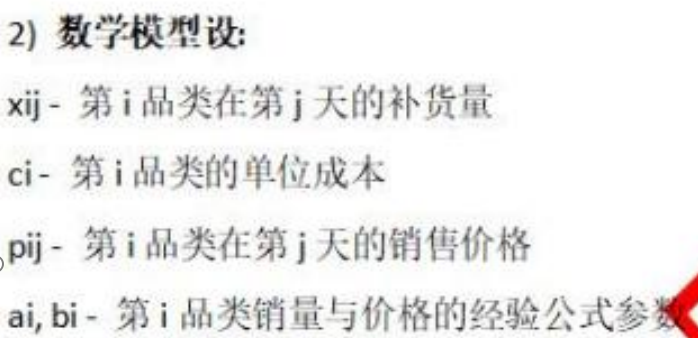 2) 数学模型设:
xij - 第 i 品类在第 j 天的补货量
ci - 第 i 品类的单位成本
pij - 第 i 品类在第 j 天的销售价格
ai, bi - 第 i 品类销量与价格的经验公式参数